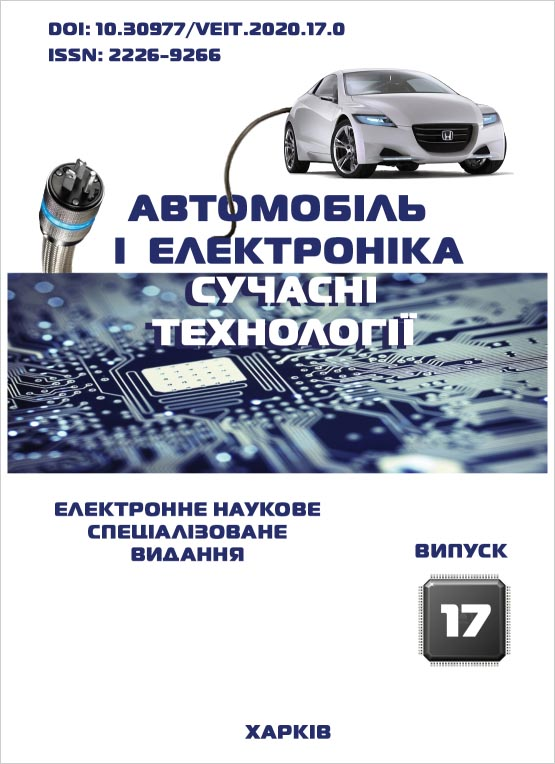 DOI: 10.30977/VEIT.2020.17.0
ISSN: 2226-9266
АВТОМОБІЛЬ
І ЕЛЕКТРОНІКА
СУЧАСНІ
ТЕХНОЛОГІЇ
ЕЛЕКТРОННЕ НАУКОВЕ
СПЕЦІАЛІЗОВАНЕ
ВИДАННЯ
ВИПУСК
17
ХАРКІВ